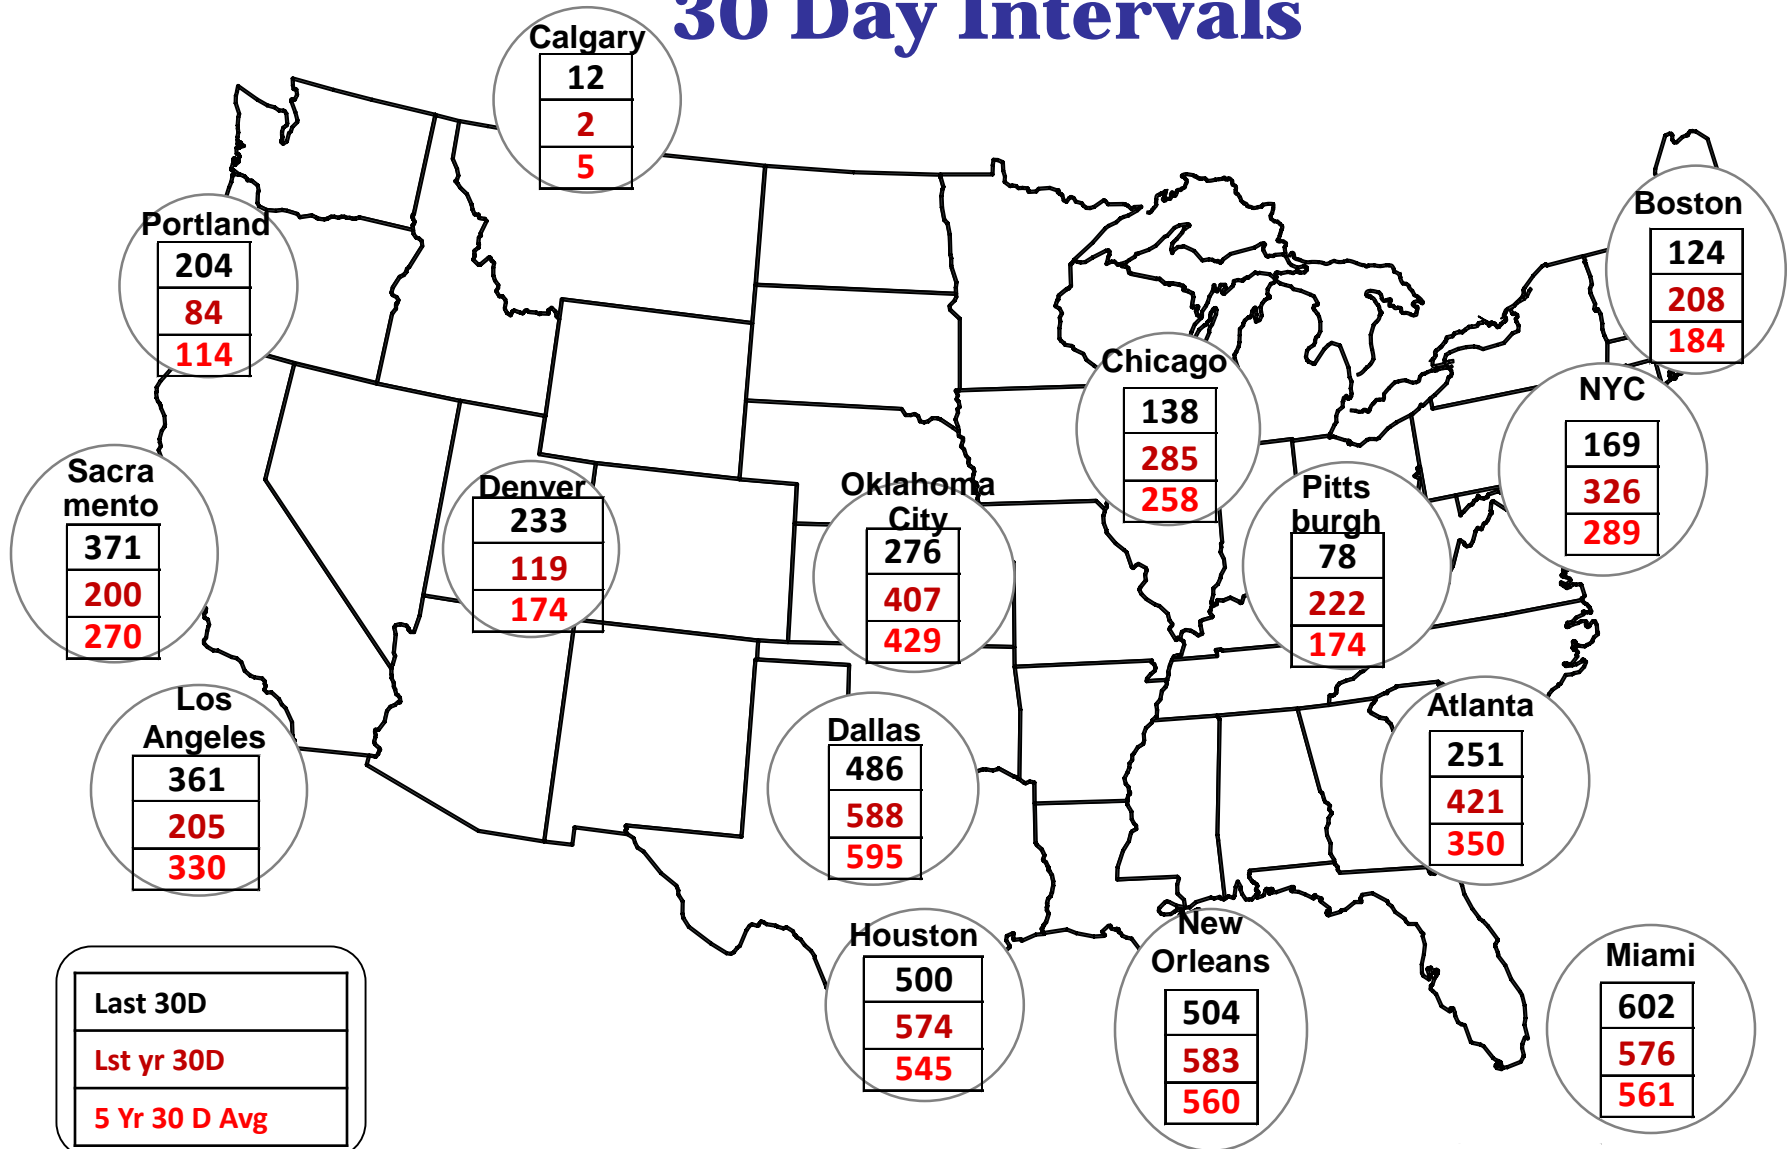 30 Day Intervals
Calgary
12
2
5
Portland
204
84
114
Boston
124
208
184
Chicago
138
285
258
NYC
169
326
289
Sacra
mento
371
200
270
Denver
233
119
174
Oklahoma
City
276
407
429
Pitts
burgh
78
222
174
Los
Angeles
361
205
330
Dallas
486
588
595
Atlanta
251
421
350
Houston
500
574
545
New
Orleans
504
583
560
Miami
602
576
561
Last 30D
Lst yr 30D
5 Yr 30 D Avg